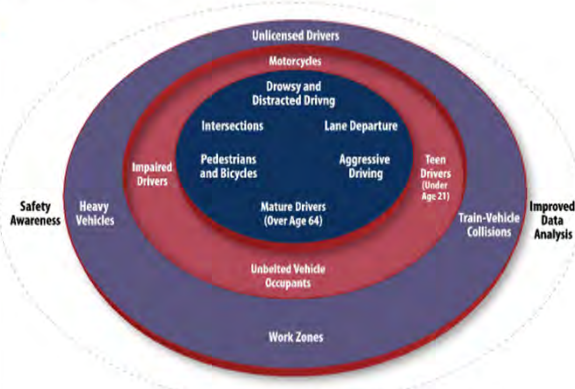 Unlicensed Drivers
Motorcycles
Drowsy and
Distracted Drivng
Intersections
Lane Departure
Impaired
Drivers
Pedestrians
and Bicycles
Aggressive
Driving
Teen
Drivers
(Under
Age 21)
Safety
Awareness
Heavy
Vehicles
Mature Drivers
(Over Age 64)
Train-Vehicle
Collisions
Improved
Data
Analysis
Unbelted Vehicle
Occupants
Work Zones